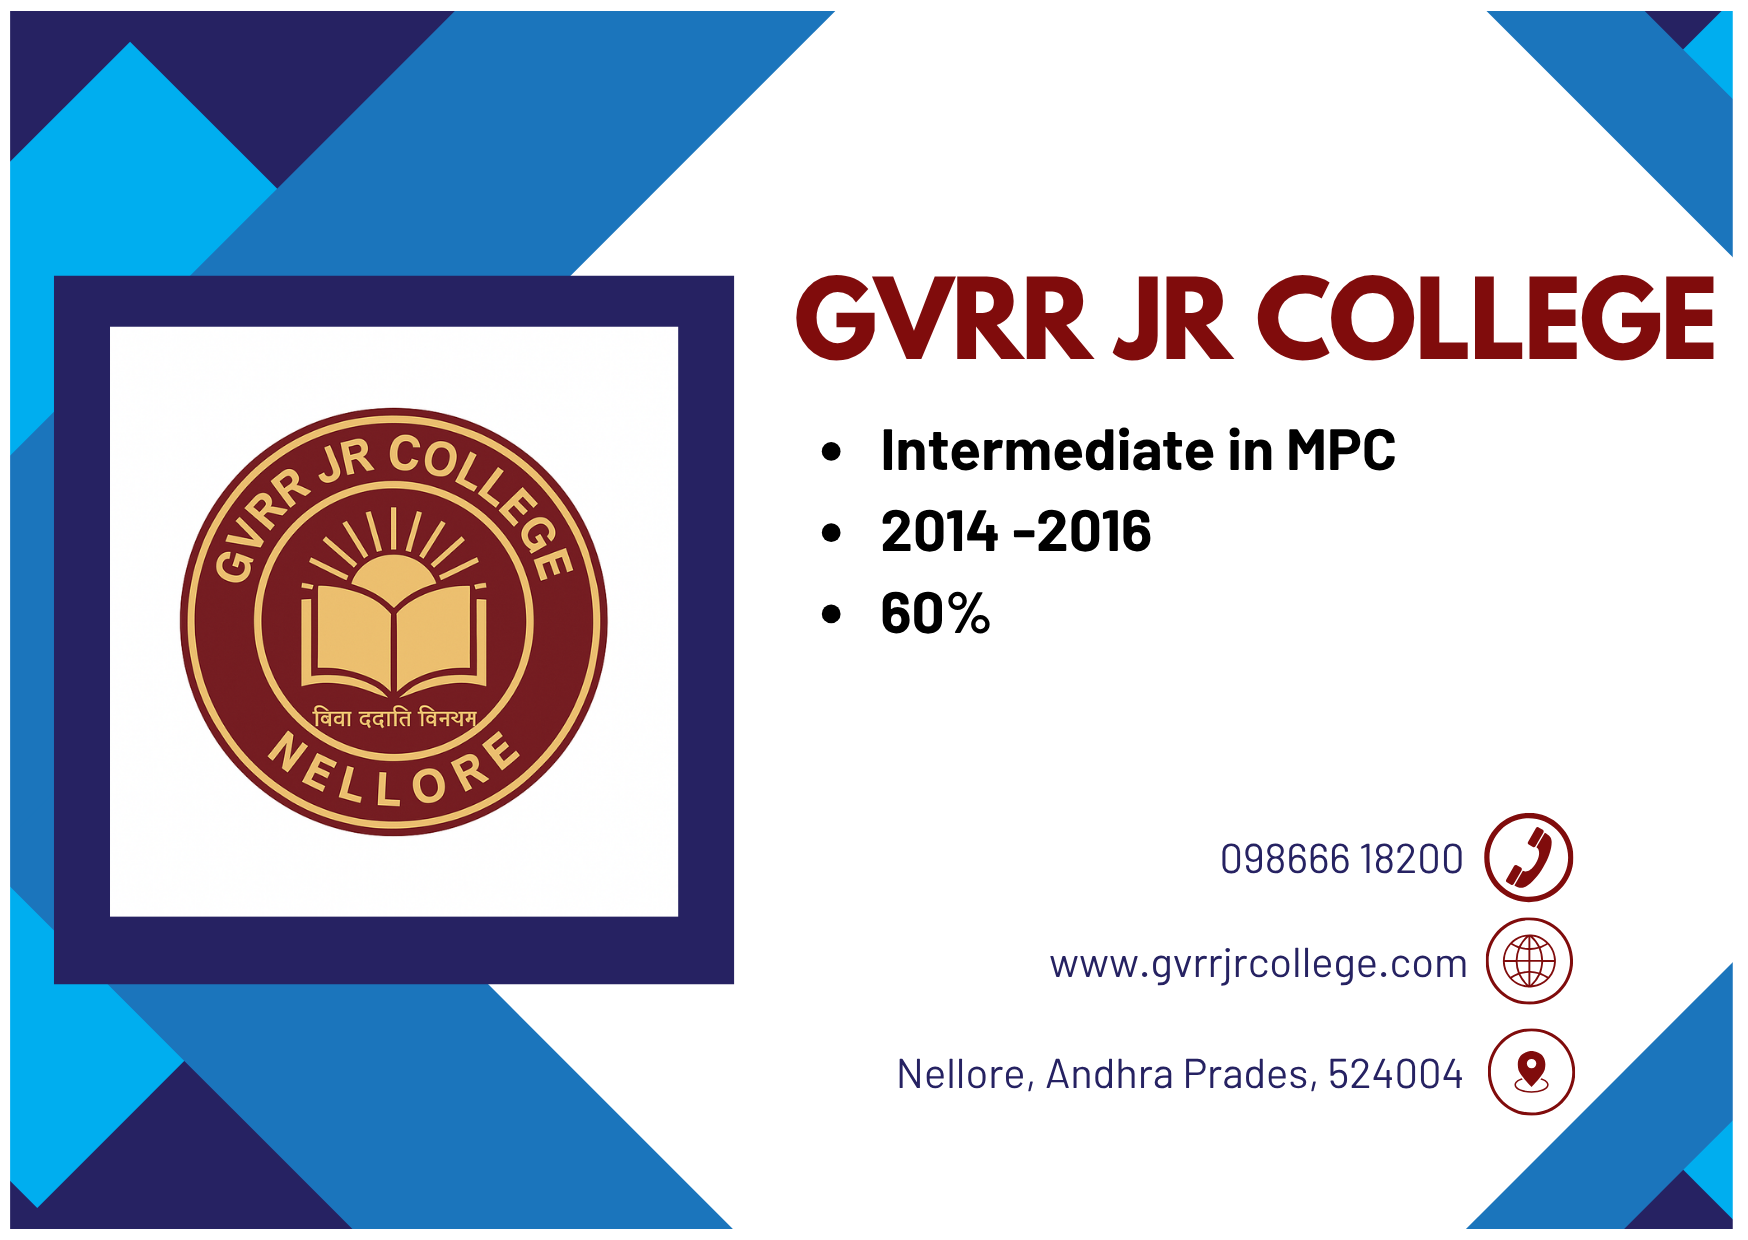 GVRR JR COLLEGE
बिवा ददाति विनथम
NELLORE
GVRR JR COLLEGE
• Intermediate in MPC
• 2014 -2016
• 60%
098666 18200
www.gvrrjrcollege.com
Nellore, Andhra Prades, 524004